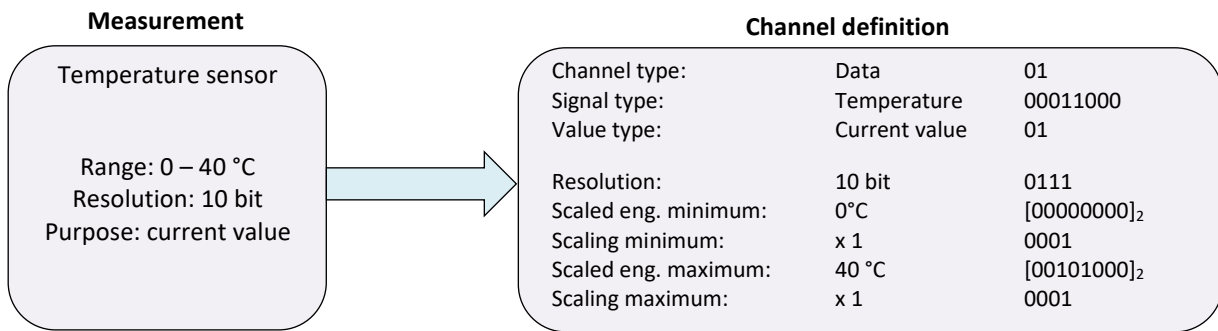 Measurement
Temperature sensor
Range: 0 – 40 °C
Resolution: 10 bit
Purpose: current value
Channel definition
Channel type: Data 01
Signal type: Temperature 00011000
Value type: Current value 01
Resolution: 10 bit 0111
Scaled eng. minimum: 0°C [00000000]₂
Scaling minimum: x 1 0001
Scaled eng. maximum: 40 °C [00101000]₂
Scaling maximum: x 1 0001